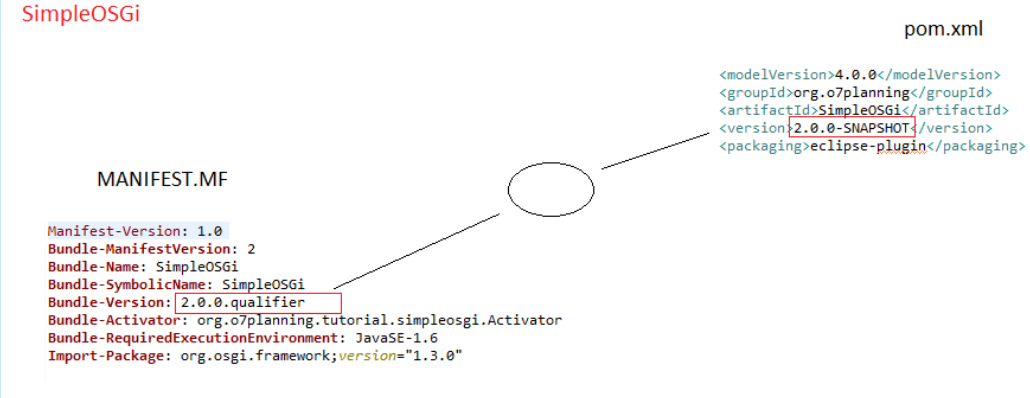 SimpleOSGi
pom.xml
<modelVersion>4.0.0</modelVersion>
<groupId>org.o7planning</groupId>
<artifactId>SimpleOSGi</artifactId>
<version>2.0.0-SNAPSHOT</version>
<packaging>eclipse-plugin</packaging>
MANIFEST.MF
Manifest-Version: 1.0
Bundle-ManifestVersion: 2
Bundle-Name: SimpleOSGi
Bundle-SymbolicName: SimpleOSGi
Bundle-Version: 2.0.0.qualifier
Bundle-Activator: org.o7planning.tutorial.simpleosgi.Activator
Bundle-RequiredExecutionEnvironment: JavaSE-1.6
Import-Package: org.osgi.framework;version="1.3.0"